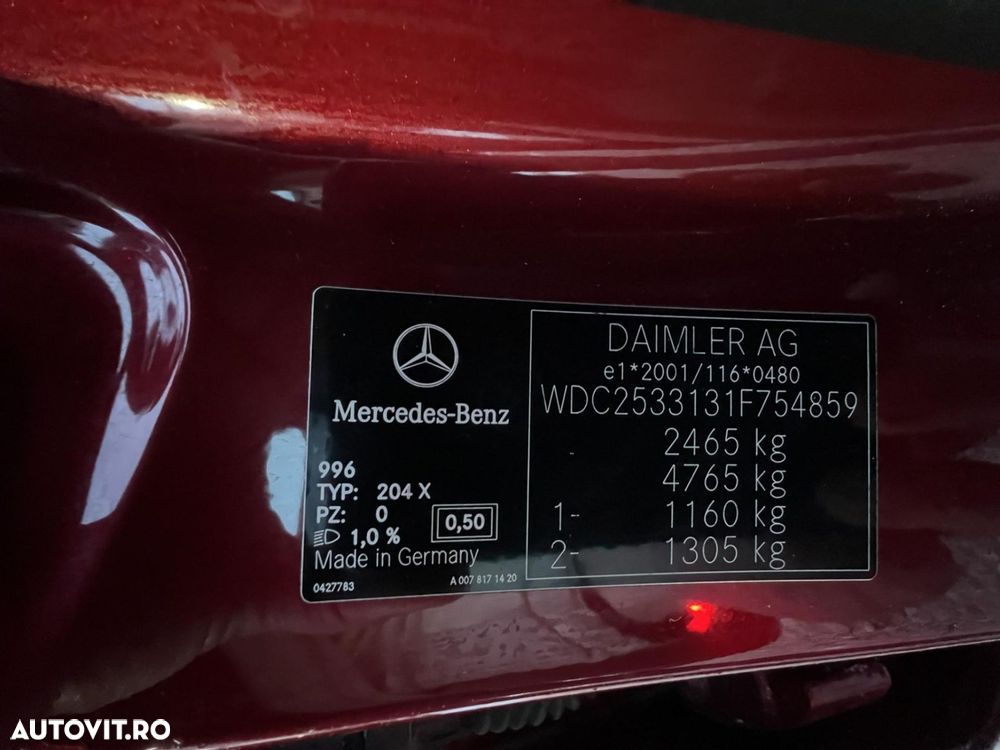 Mercedes-Benz
996
TYP: 204 X
PZ: 0
1,0 %
0,50
Made in Germany
0427783
A 007 817 14 20
DAIMLER AG
e1*2001/116*0480
WDC2533131F754859
2465 kg
4765 kg
1- 1160 kg
2- 1305 kg
AUTOVIT.RO